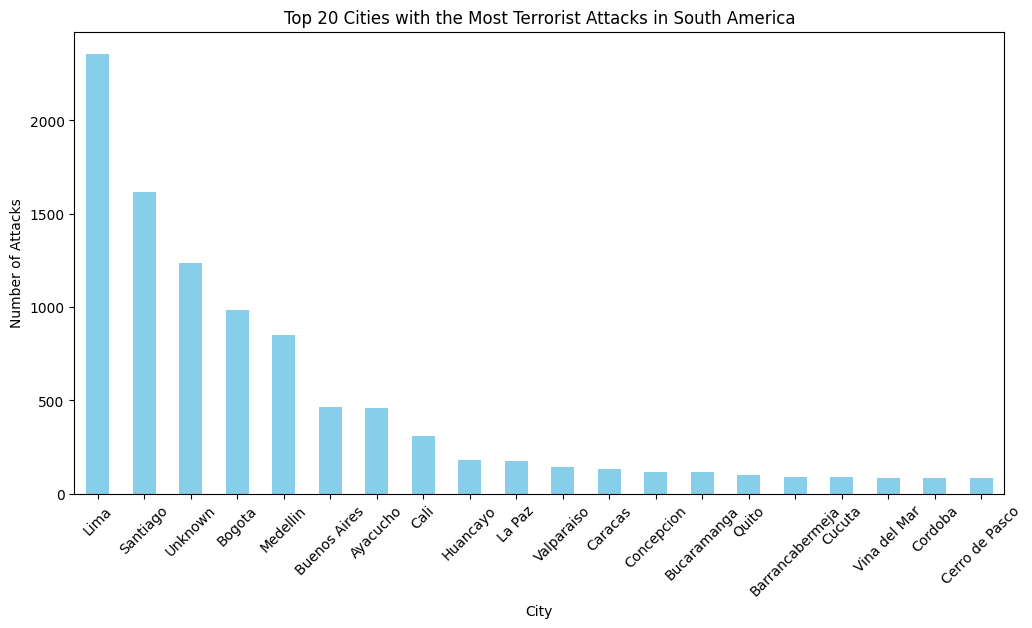 Top 20 Cities with the Most Terrorist Attacks in South America
Number of Attacks
2000
1500
1000
500
0
Lima
Santiago
Unknown
Bogota
Medellin
Buenos Aires
Ayacucho
Cali
Huancayo
La Paz
Valparaiso
Caracas
Concepcion
Bucaramanga
Quito
Barrancabermeja
Cucuta
Vina del Mar
Cordoba
Cerro de Pasco
City